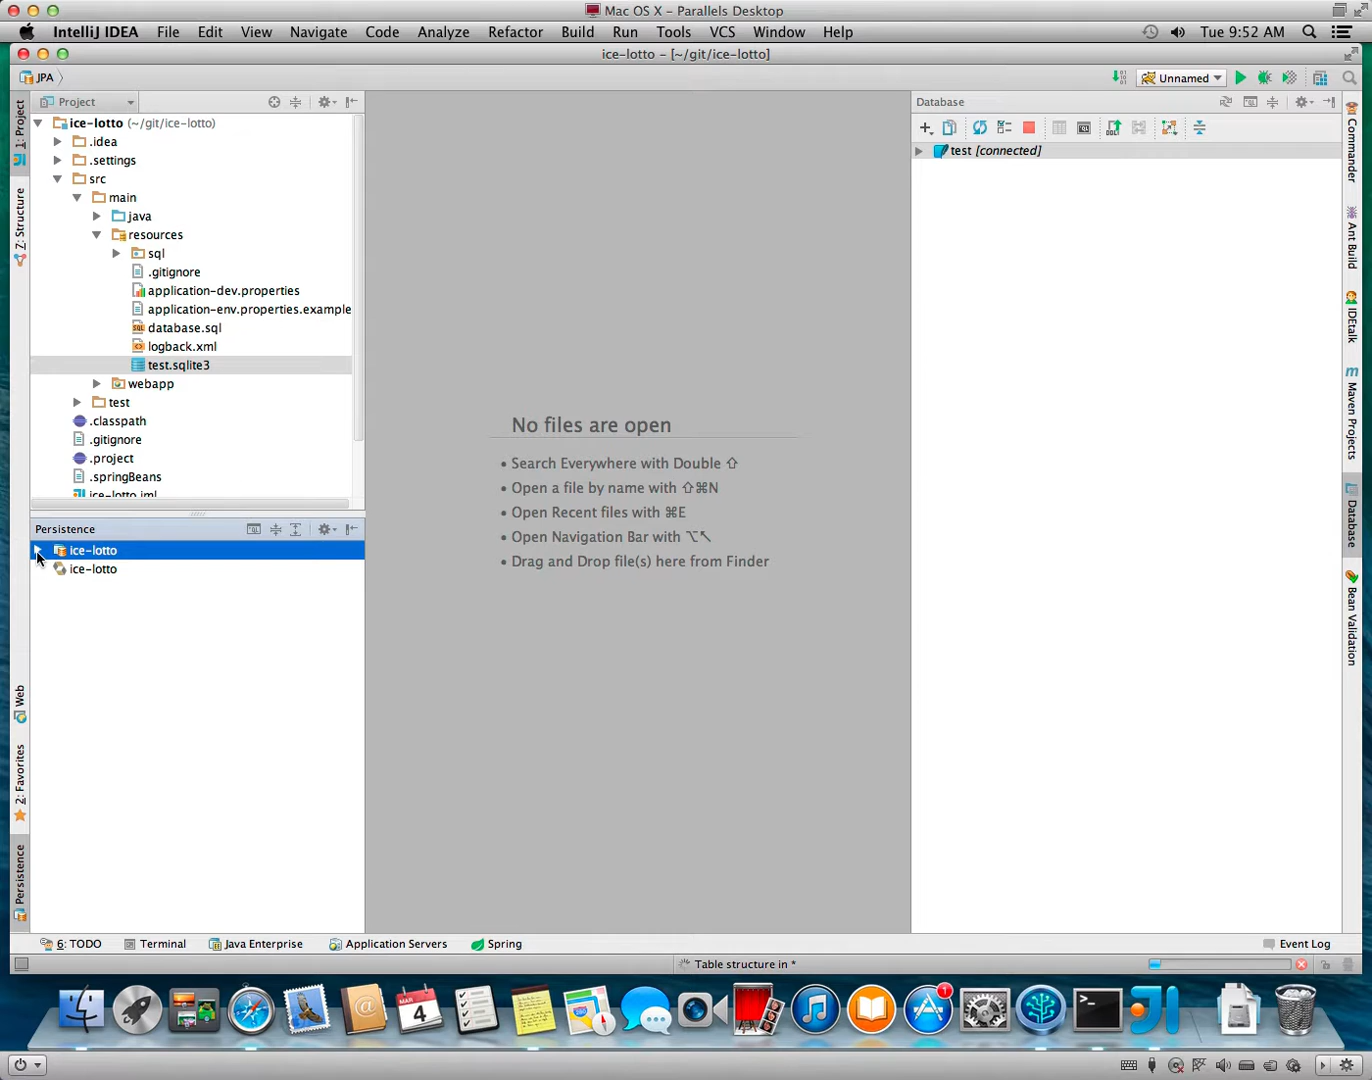 Mac OS X - Parallels Desktop
IntelliJ IDEA File Edit View Navigate Code Analyze Refactor Build Run Tools VCS Window Help Tue 9:52 AM
ice-lotto – [~/git/ice-lotto]
JPA Unnamed
1: Project
7: Structure
Project
ice-lotto (~/git/ice-lotto)
.idea
.settings
src
main
java
resources
sql
.gitignore
application-dev.properties
application-env.properties.example
database.sql
logback.xml
test.sqlite3
webapp
test
.classpath
.gitignore
.project
.springBeans
ice-lotto.iml
Persistence
ice-lotto
ice-lotto
Web
2: Favorites
Persistence
No files are open
• Search Everywhere with Double ⇧
• Open a file by name with ⇧⌘N
• Open Recent files with ⌘E
• Open Navigation Bar with ⌥↖
• Drag and Drop file(s) here from Finder
Database
test [connected]
Commander
Ant Build
IDEtalk
Maven Projects
Database
Bean Validation
6: TODO Terminal Java Enterprise Application Servers Spring Event Log
Table structure in *
MAR
4
1